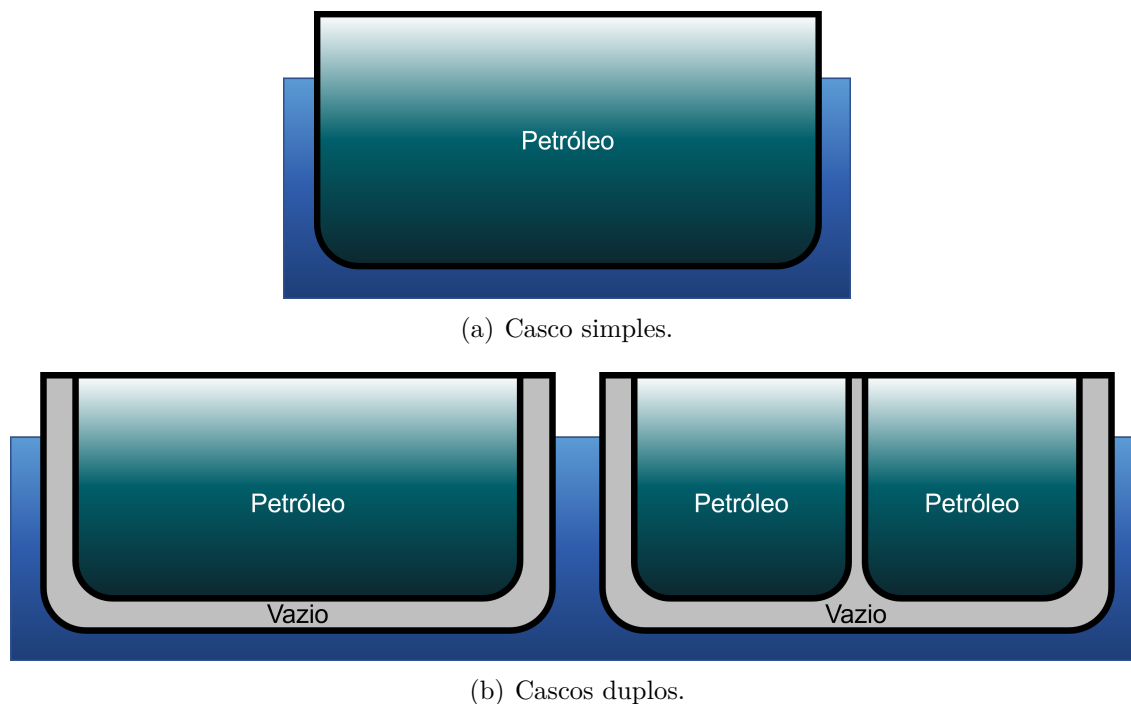 Petróleo
(a) Casco simples.
Petróleo
Petróleo
Petróleo
Vazio
Vazio
(b) Cascos duplos.